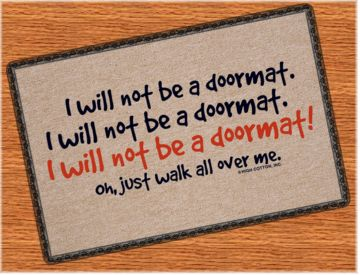 I will not be a doormat.
I will not be a doormat.
I will not be a doormat!
oh, just walk all over me.
© HIGH COTTON, INC.